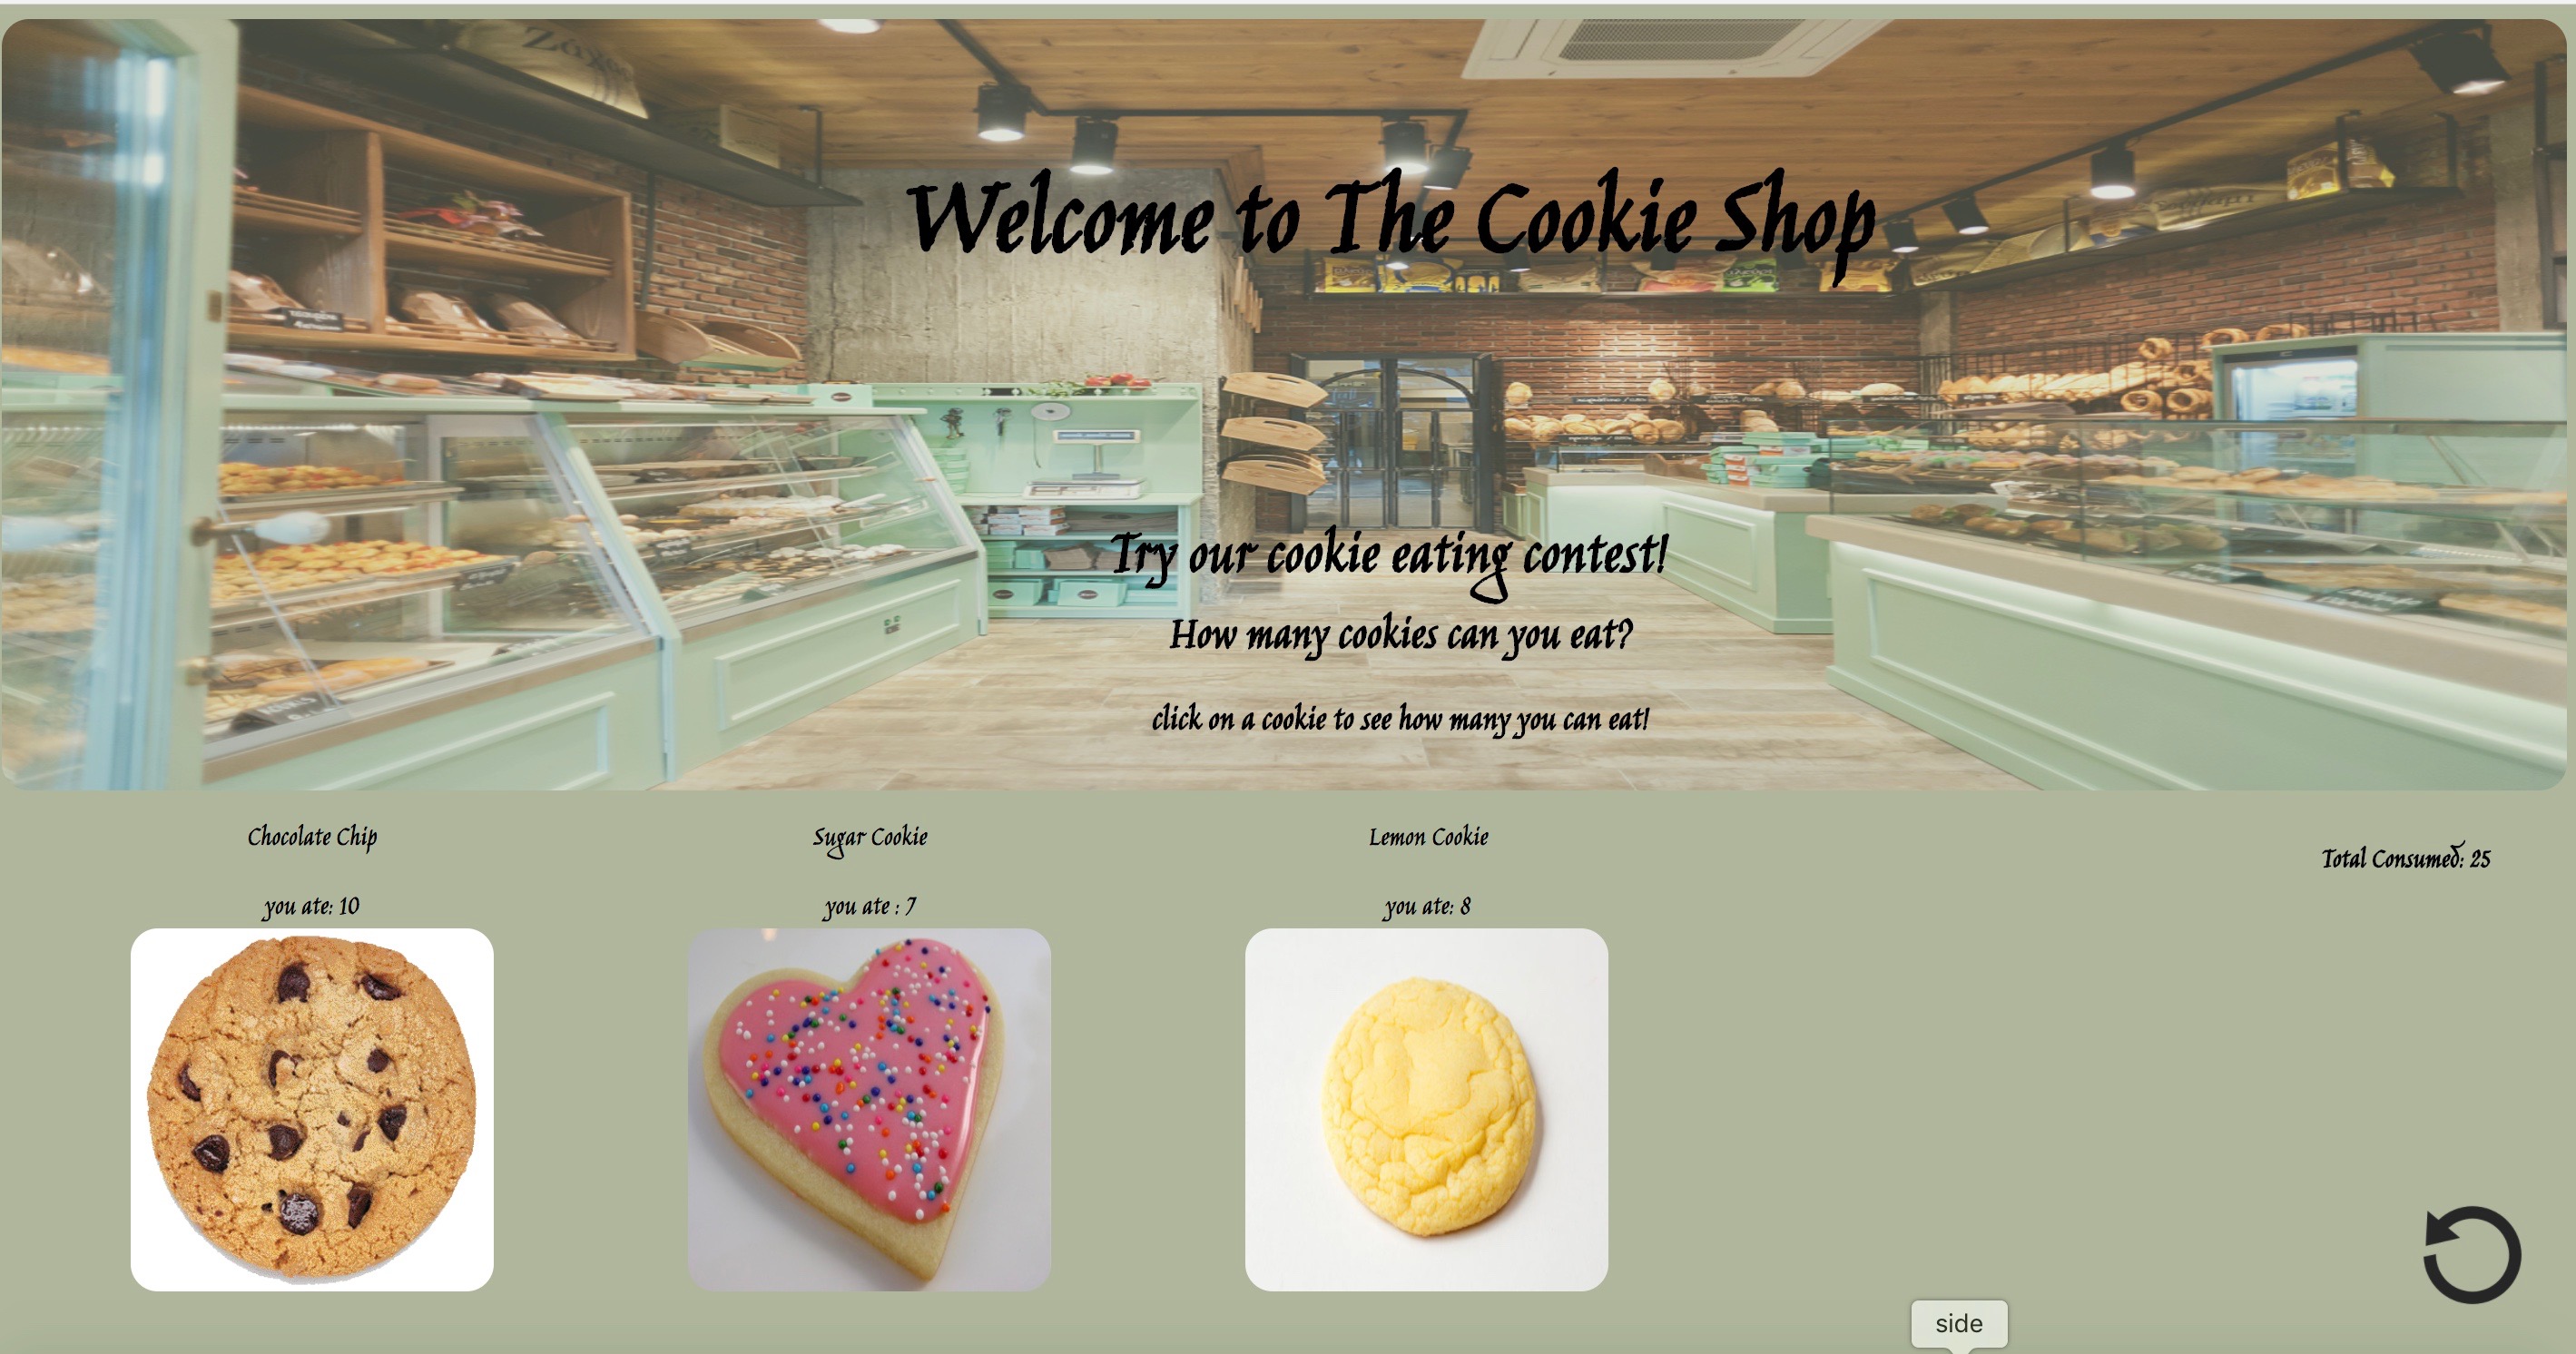 Welcome to The Cookie Shop
Try our cookie eating contest!
How many cookies can you eat?
click on a cookie to see how many you can eat!
Chocolate Chip
you ate: 10
Sugar Cookie
you ate : 7
Lemon Cookie
you ate: 8
Total Consumed: 25
side